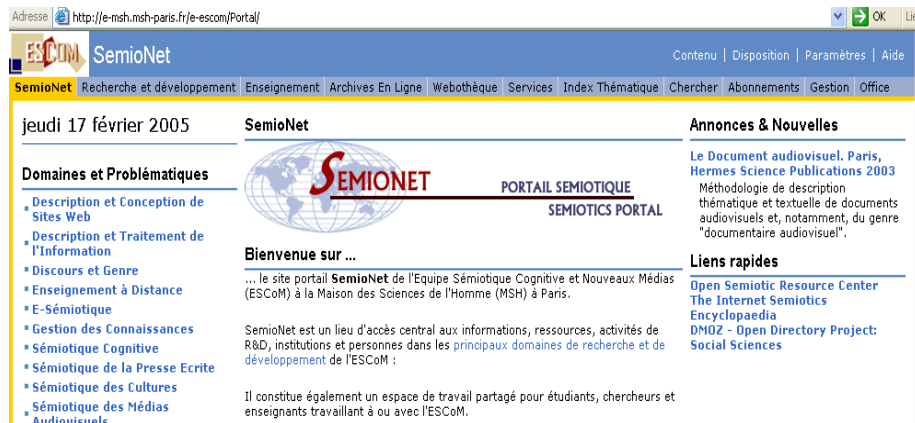 Adresse http://e-msh.msh-paris.fr/e-escom/Portal/ OK Lie
ESCOM SemioNet Contenu | Disposition | Paramètres | Aide
SemioNet Recherche et développement Enseignement Archives En Ligne Webothèque Services Index Thématique Chercher Abonnements Gestion Office
jeudi 17 février 2005
Domaines et Problématiques
Description et Conception de
Sites Web
Description et Traitement de
l'Information
Discours et Genre
Enseignement à Distance
E-Sémiotique
Gestion des Connaissances
Sémiotique Cognitive
Sémiotique de la Presse Ecrite
Sémiotique des Cultures
Sémiotique des Médias
Audiovisuels
SemioNet
SEMIONET PORTAIL SEMIOTIQUE
SEMIOTICS PORTAL
Bienvenue sur ...
... le site portail SemioNet de l'Equipe Sémiotique Cognitive et Nouveaux Médias
(ESCoM) à la Maison des Sciences de l'Homme (MSH) à Paris.
SemioNet est un lieu d'accès central aux informations, ressources, activités de
R&D, institutions et personnes dans les principaux domaines de recherche et de
développement de l'ESCoM :
Il constitue également un espace de travail partagé pour étudiants, chercheurs et
enseignants travaillant à ou avec l'ESCoM.
Annonces & Nouvelles
Le Document audiovisuel. Paris,
Hermes Science Publications 2003
Méthodologie de description
thématique et textuelle de documents
audiovisuels et, notamment, du genre
"documentaire audiovisuel".
Liens rapides
Open Semiotic Resource Center
The Internet Semiotics
Encyclopaedia
DMOZ - Open Directory Project:
Social Sciences